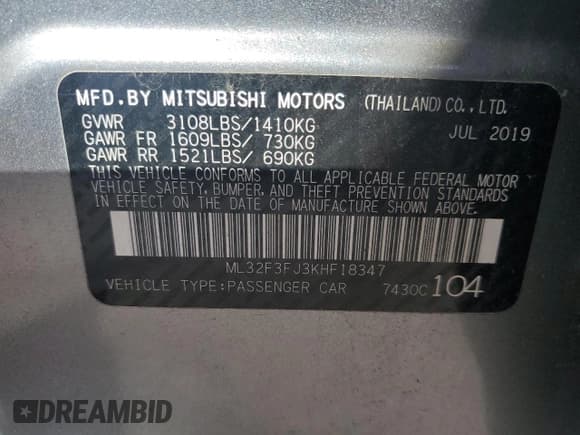 MFD.BY MITSUBISHI MOTORS (THAILAND)CO.,LTD.
GVWR 3108LBS/1410KG JUL 2019
GAWR FR 1609LBS/ 730KG
GAWR RR 1521LBS/ 690KG
THIS VEHICLE CONFORMS TO ALL APPLICABLE FEDERAL MOTOR
VEHICLE SAFETY, BUMPER, AND THEFT PREVENTION STANDARDS
IN EFFECT ON THE DATE OF MANUFACTURE SHOWN ABOVE.
ML32F3FJ3KHF18347
VEHICLE TYPE:PASSENGER CAR 7430C 104
DREAMBID